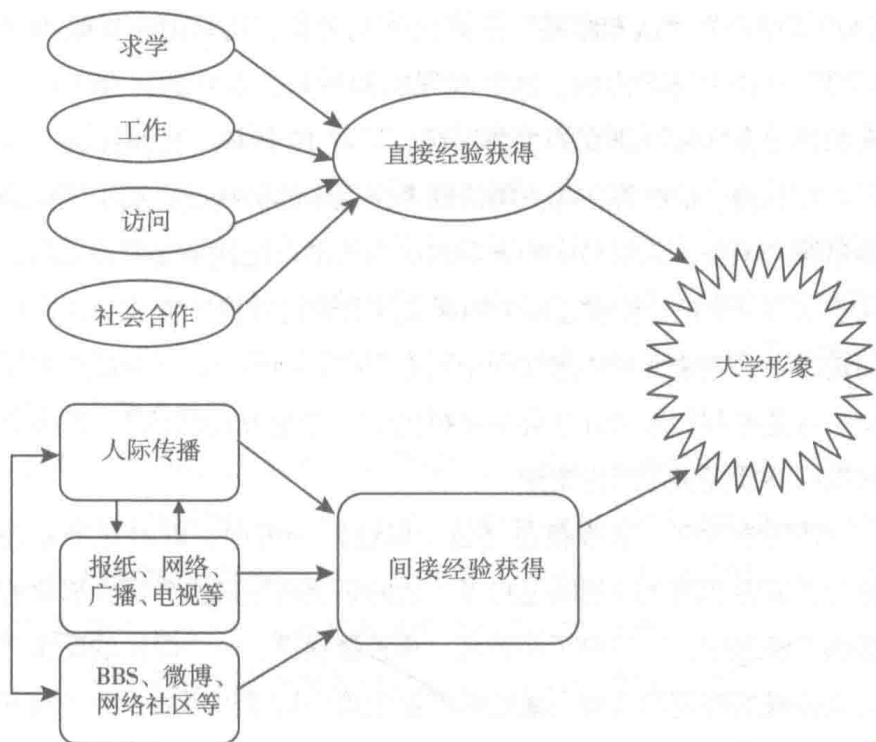 求学
工作
直接经验获得
访问
社会合作
大学形象
人际传播
报纸、网络、
广播、电视等
间接经验获得
BBS、微博、
网络社区等